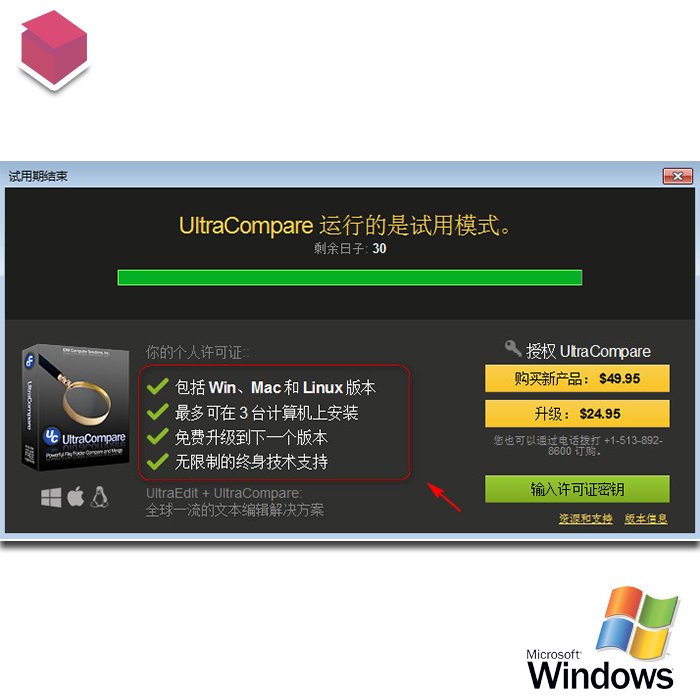 试用期结束
UltraCompare 运行的是试用模式。
剩余日子: 30
你的个人许可证::
包括 Win、Mac 和 Linux 版本
最多可在 3 台计算机上安装
免费升级到下一个版本
无限制的终身技术支持
UltraEdit + UltraCompare:
全球一流的文本编辑解决方案
IDM Computer Solutions, Inc.
UltraCompare
UC UltraCompare
Powerful File/Folder Compare and Merge
授权 UltraCompare
购买新产品： $49.95
升级： $24.95
您也可以通过电话拨打 +1-513-892-
8600 订购。
输入许可证密钥
资源和支持 版本信息
Microsoft
Windows